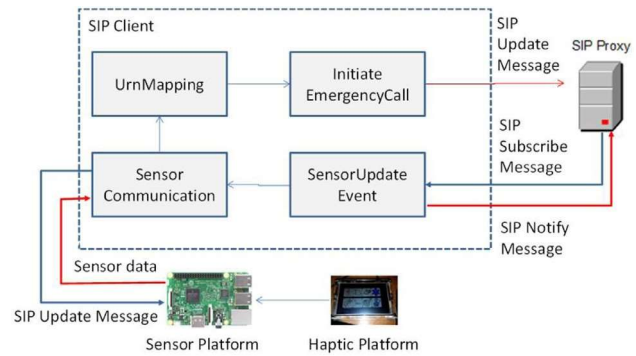 SIP Client
SIP
Update
Message
SIP Proxy
UrnMapping
Initiate
EmergencyCall
SIP
Subscribe
Message
Sensor
Communication
SensorUpdate
Event
SIP Notify
Message
Sensor data
SIP Update Message
Sensor Platform
Haptic Platform